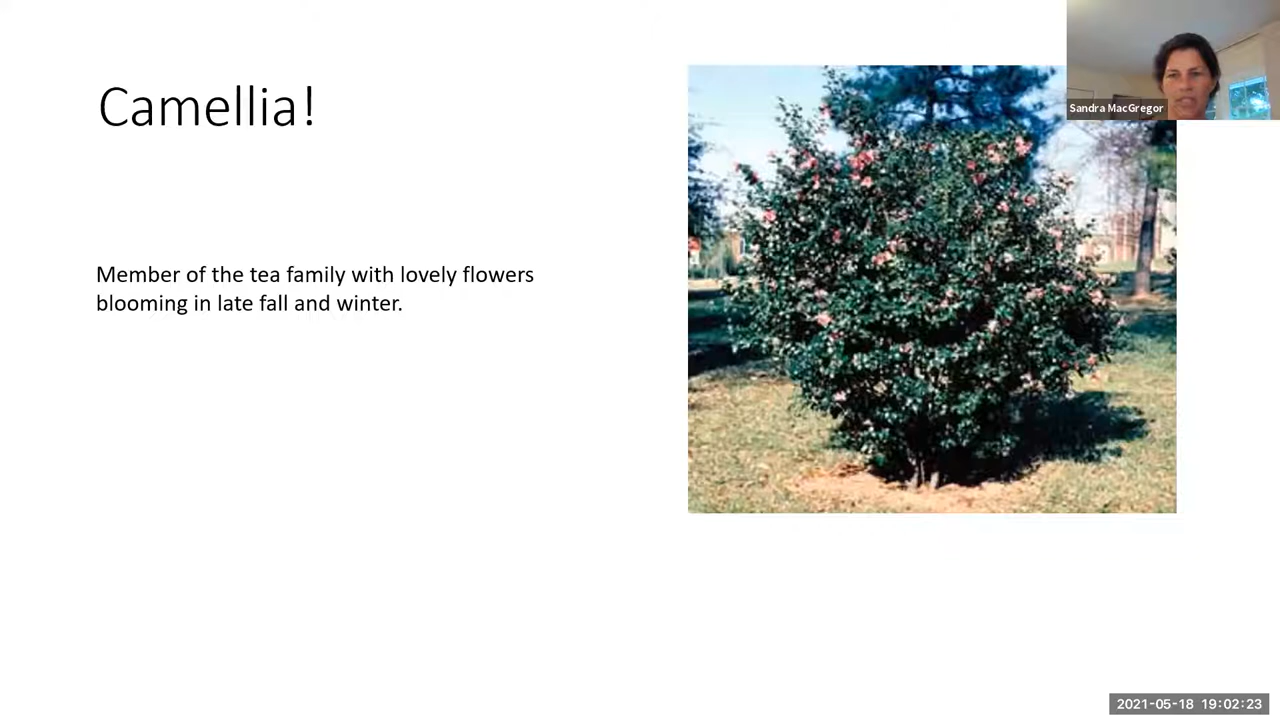 Camellia!
Sandra MacGregor
Member of the tea family with lovely flowers
blooming in late fall and winter.
2021-05-18 19:02:23